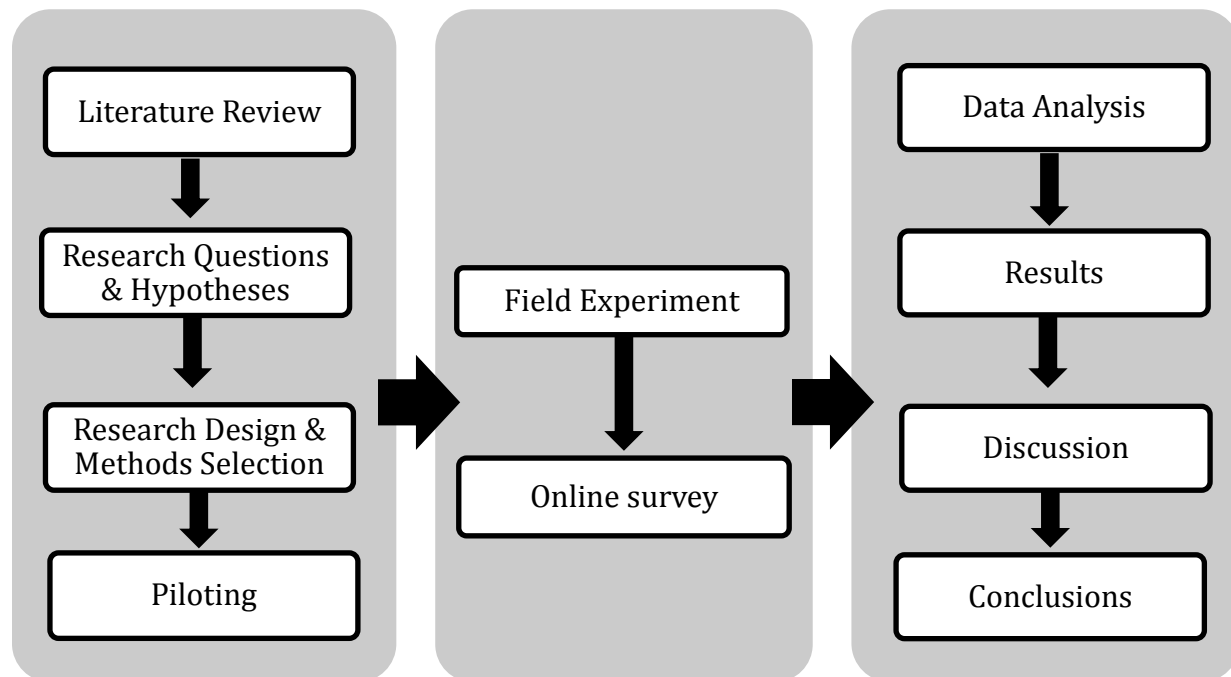 Literature Review
Research Questions
& Hypotheses
Research Design &
Methods Selection
Piloting
Field Experiment
Online survey
Data Analysis
Results
Discussion
Conclusions